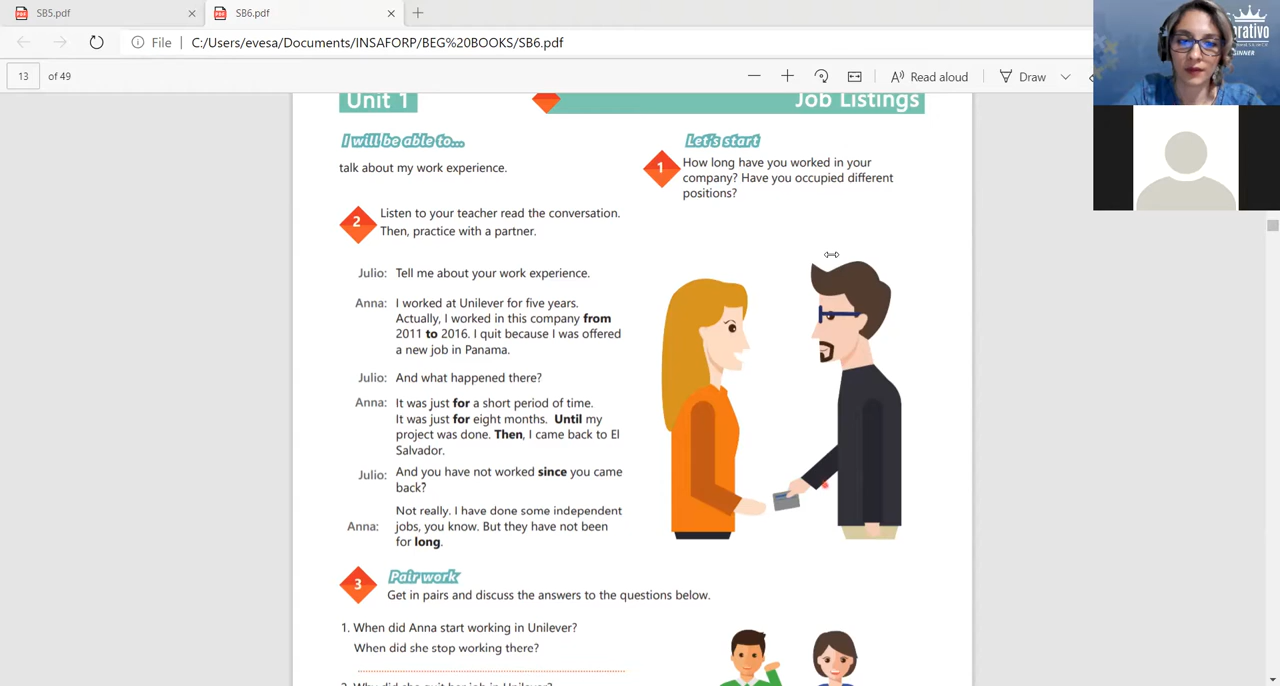 SB5.pdf
SB6.pdf
File
C:/Users/evesa/Documents/INSAFORP/BEG%20BOOKS/SB6.pdf
13
of 49
Read aloud
Draw
Unit 1
Job Listings
I will be able to...
talk about my work experience.
Let's start
1
How long have you worked in your
company? Have you occupied different
positions?
2
Listen to your teacher read the conversation.
Then, practice with a partner.
Julio: Tell me about your work experience.
Anna: I worked at Unilever for five years.
Actually, I worked in this company from
2011 to 2016. I quit because I was offered
a new job in Panama.
Julio: And what happened there?
Anna: It was just for a short period of time.
It was just for eight months. Until my
project was done. Then, I came back to El
Salvador.
Julio: And you have not worked since you came
back?
Not really. I have done some independent
Anna: jobs, you know. But they have not been
for long.
3
Pair work
Get in pairs and discuss the answers to the questions below.
1. When did Anna start working in Unilever?
When did she stop working there?
2. Why did she quit her job in Unilever?